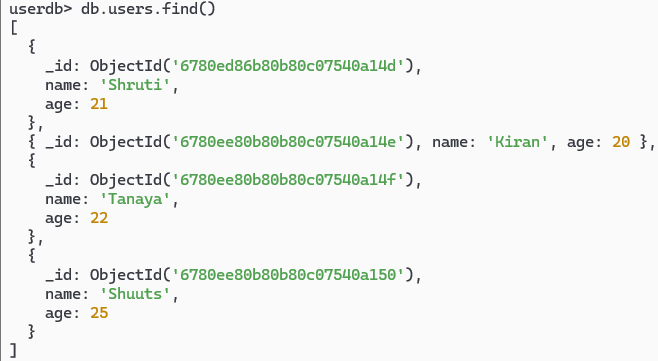 userdb> db.users.find()
[
  {
    _id: ObjectId('6780ed86b80b80c07540a14d'),
    name: 'Shruti',
    age: 21
  },
  { _id: ObjectId('6780ee80b80b80c07540a14e'), name: 'Kiran', age: 20 },
  {
    _id: ObjectId('6780ee80b80b80c07540a14f'),
    name: 'Tanaya',
    age: 22
  },
  {
    _id: ObjectId('6780ee80b80b80c07540a150'),
    name: 'Shuuts',
    age: 25
  }
]